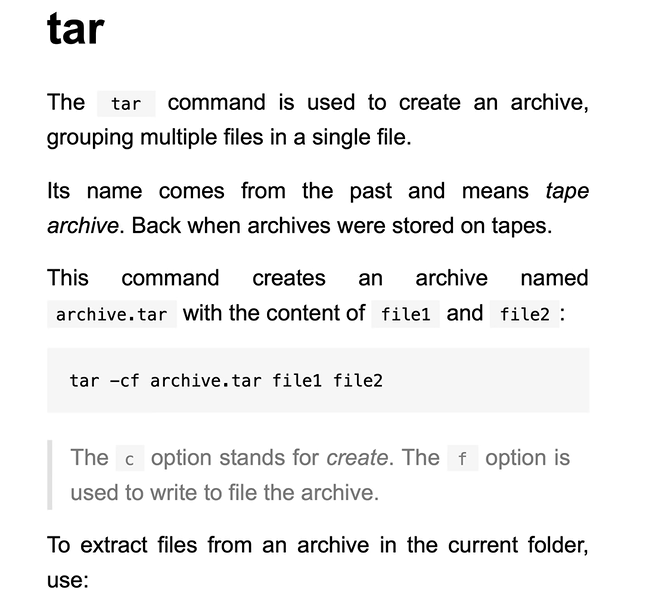 tar
The tar command is used to create an archive,
grouping multiple files in a single file.
Its name comes from the past and means tape
archive. Back when archives were stored on tapes.
This command creates an archive named
archive.tar with the content of file1 and file2 :
tar -cf archive.tar file1 file2
The c option stands for create. The f option is
used to write to file the archive.
To extract files from an archive in the current folder,
use: